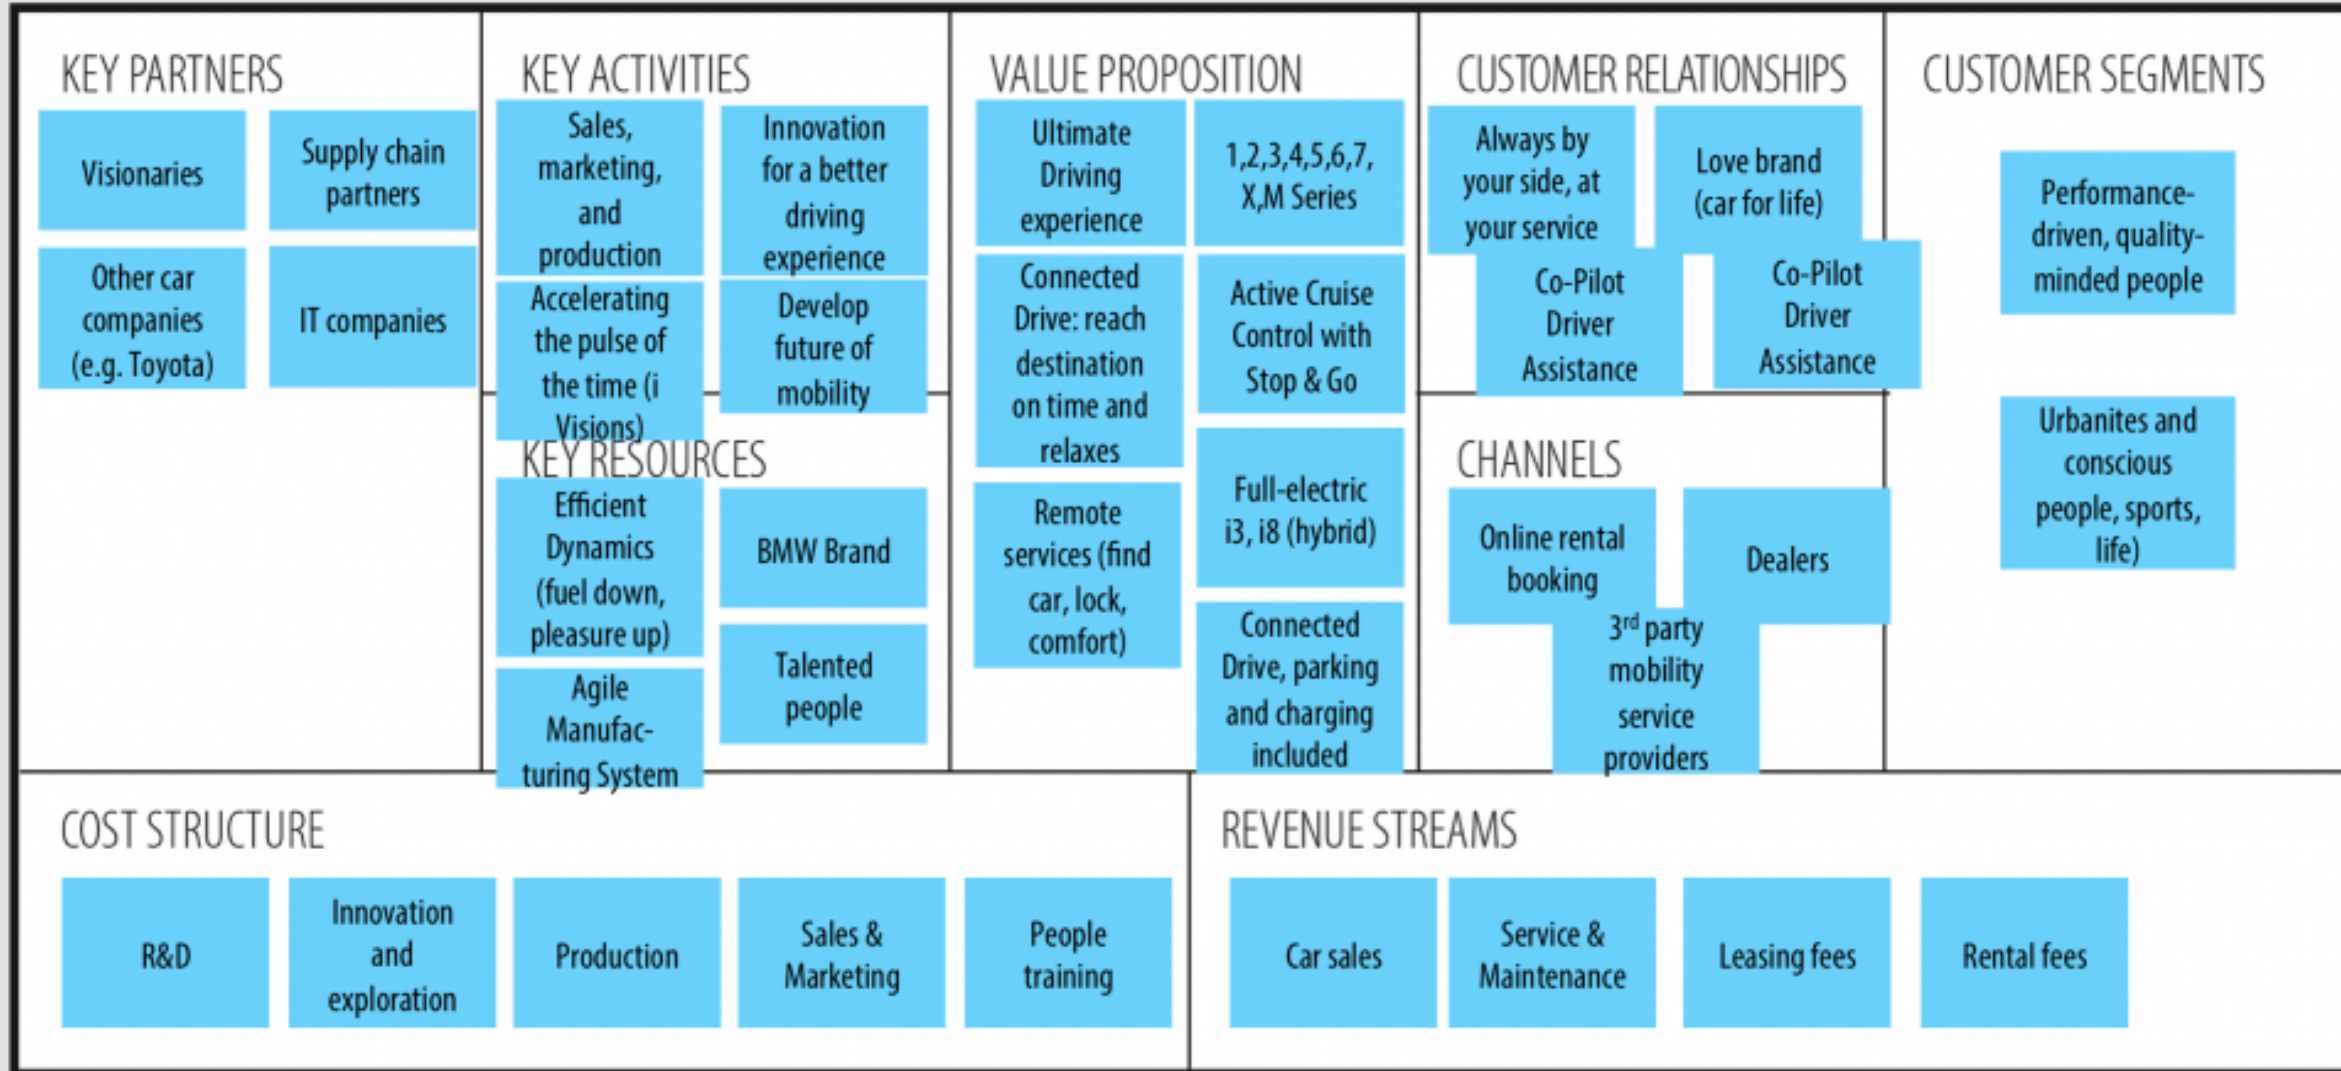 KEY PARTNERS
Visionaries
Supply chain
partners
Other car
companies
(e.g. Toyota)
IT companies
KEY ACTIVITIES
Sales,
marketing,
and
production
Innovation
for a better
driving
experience
Accelerating
the pulse of
the time (i
Visions)
Develop
future of
mobility
KEY RESOURCES
Efficient
Dynamics
(fuel down,
pleasure up)
BMW Brand
Agile
Manufac-
turing System
Talented
people
VALUE PROPOSITION
Ultimate
Driving
experience
1,2,3,4,5,6,7,
X,M Series
Connected
Drive: reach
destination
on time and
relaxes
Active Cruise
Control with
Stop & Go
Remote
services (find
car, lock,
comfort)
Full-electric
i3, i8 (hybrid)
Connected
Drive, parking
and charging
included
CUSTOMER RELATIONSHIPS
Always by
your side, at
your service
Love brand
(car for life)
Co-Pilot
Driver
Assistance
Co-Pilot
Driver
Assistance
CHANNELS
Online rental
booking
Dealers
3rd party
mobility
service
providers
CUSTOMER SEGMENTS
Performance-
driven, quality-
minded people
Urbanites and
conscious
people, sports,
life)
COST STRUCTURE
R&D
Innovation
and
exploration
Production
Sales &
Marketing
People
training
REVENUE STREAMS
Car sales
Service &
Maintenance
Leasing fees
Rental fees